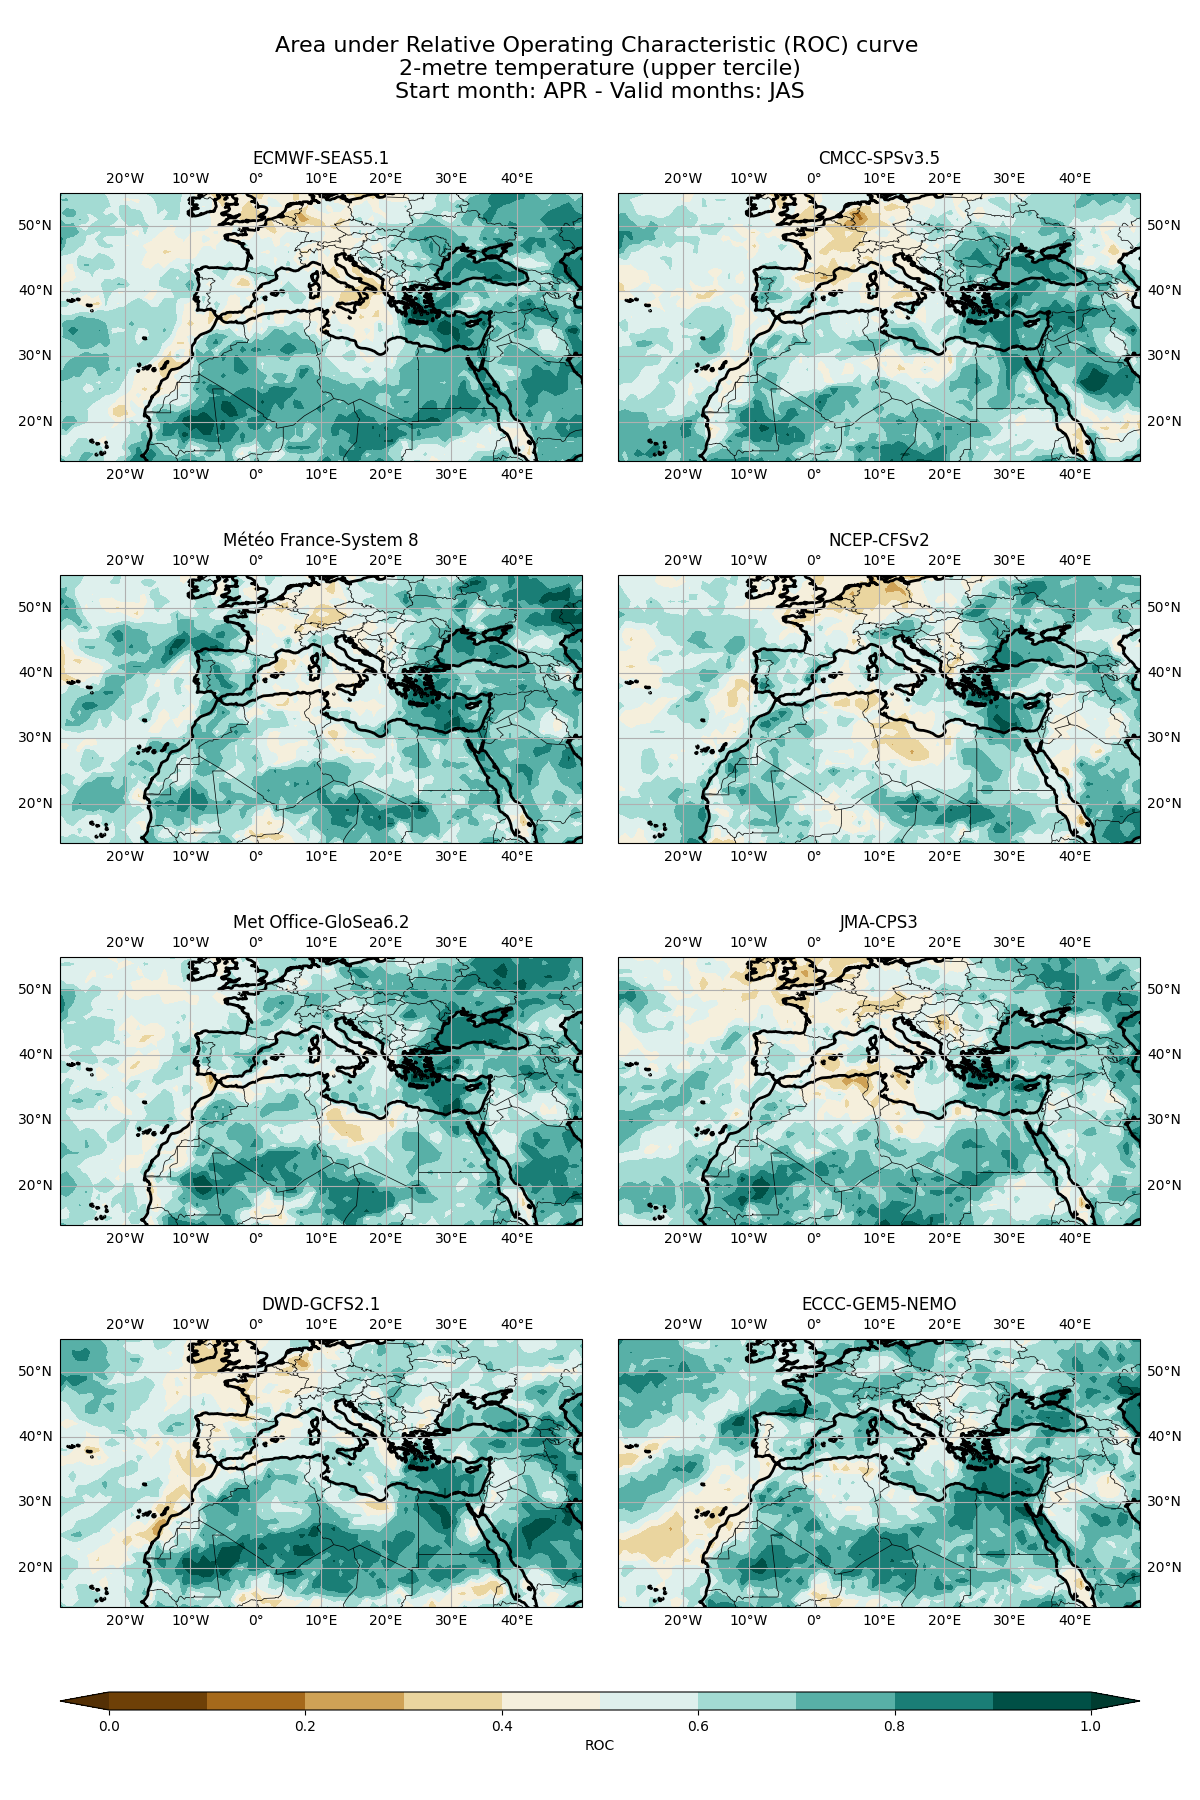 Area under Relative Operating Characteristic (ROC) curve
2-metre temperature (upper tercile)
Start month: APR - Valid months: JAS
ECMWF-SEAS5.1
CMCC-SPSv3.5
20°W 10°W 0° 10°E 20°E 30°E 40°E
20°W 10°W 0° 10°E 20°E 30°E 40°E
50°N
50°N
40°N
40°N
30°N
30°N
20°N
20°N
20°W 10°W 0° 10°E 20°E 30°E 40°E
20°W 10°W 0° 10°E 20°E 30°E 40°E
Météo France-System 8
NCEP-CFSv2
20°W 10°W 0° 10°E 20°E 30°E 40°E
20°W 10°W 0° 10°E 20°E 30°E 40°E
50°N
50°N
40°N
40°N
30°N
30°N
20°N
20°N
20°W 10°W 0° 10°E 20°E 30°E 40°E
20°W 10°W 0° 10°E 20°E 30°E 40°E
Met Office-GloSea6.2
JMA-CPS3
20°W 10°W 0° 10°E 20°E 30°E 40°E
20°W 10°W 0° 10°E 20°E 30°E 40°E
50°N
50°N
40°N
40°N
30°N
30°N
20°N
20°N
20°W 10°W 0° 10°E 20°E 30°E 40°E
20°W 10°W 0° 10°E 20°E 30°E 40°E
DWD-GCFS2.1
ECCC-GEM5-NEMO
20°W 10°W 0° 10°E 20°E 30°E 40°E
20°W 10°W 0° 10°E 20°E 30°E 40°E
50°N
50°N
40°N
40°N
30°N
30°N
20°N
20°N
20°W 10°W 0° 10°E 20°E 30°E 40°E
20°W 10°W 0° 10°E 20°E 30°E 40°E
0.0 0.2 0.4 0.6 0.8 1.0
ROC